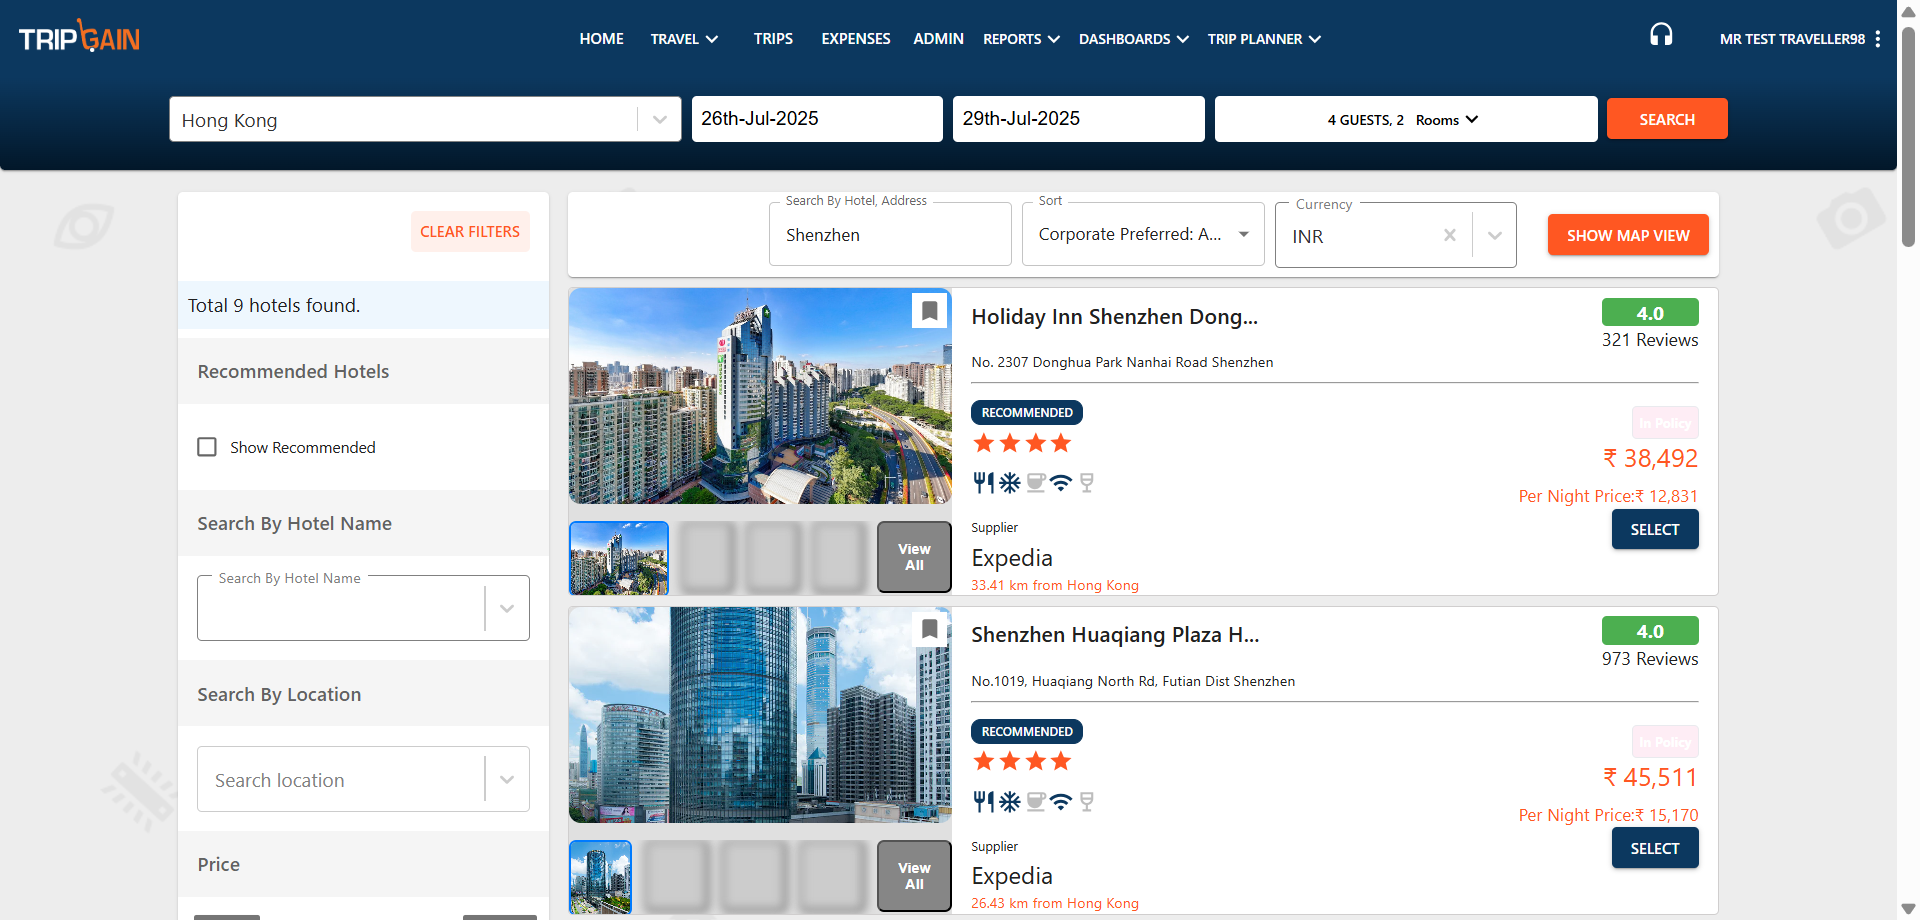 TRIPGAIN
HOME
TRAVEL
TRIPS
EXPENSES
ADMIN
REPORTS
DASHBOARDS
TRIP PLANNER
MR TEST TRAVELLER98
Hong Kong
26th-Jul-2025
29th-Jul-2025
4 GUESTS, 2 Rooms
SEARCH
CLEAR FILTERS
Total 9 hotels found.
Recommended Hotels
Show Recommended
Search By Hotel Name
Search By Hotel Name
Search By Location
Search location
Price
Search By Hotel, Address
Shenzhen
Sort
Corporate Preferred: A...
Currency
INR
SHOW MAP VIEW
Holiday Inn Shenzhen Dong...
4.0
321 Reviews
No. 2307 Donghua Park Nanhai Road Shenzhen
RECOMMENDED
In Policy
₹ 38,492
Per Night Price:₹ 12,831
SELECT
Supplier
Expedia
33.41 km from Hong Kong
View
All
Shenzhen Huaqiang Plaza H...
4.0
973 Reviews
No.1019, Huaqiang North Rd, Futian Dist Shenzhen
RECOMMENDED
In Policy
₹ 45,511
Per Night Price:₹ 15,170
SELECT
Supplier
Expedia
26.43 km from Hong Kong
View
All